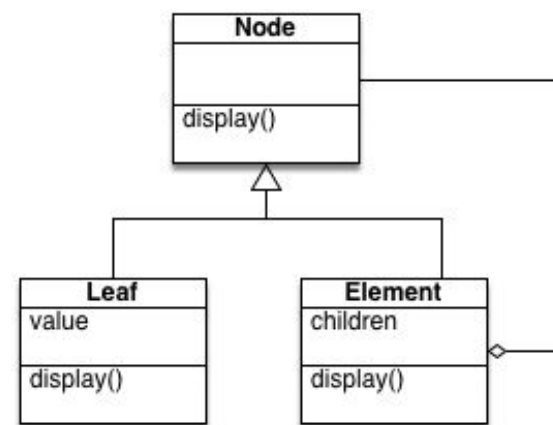 Node
display()
Leaf
value
display()
Element
children
display()